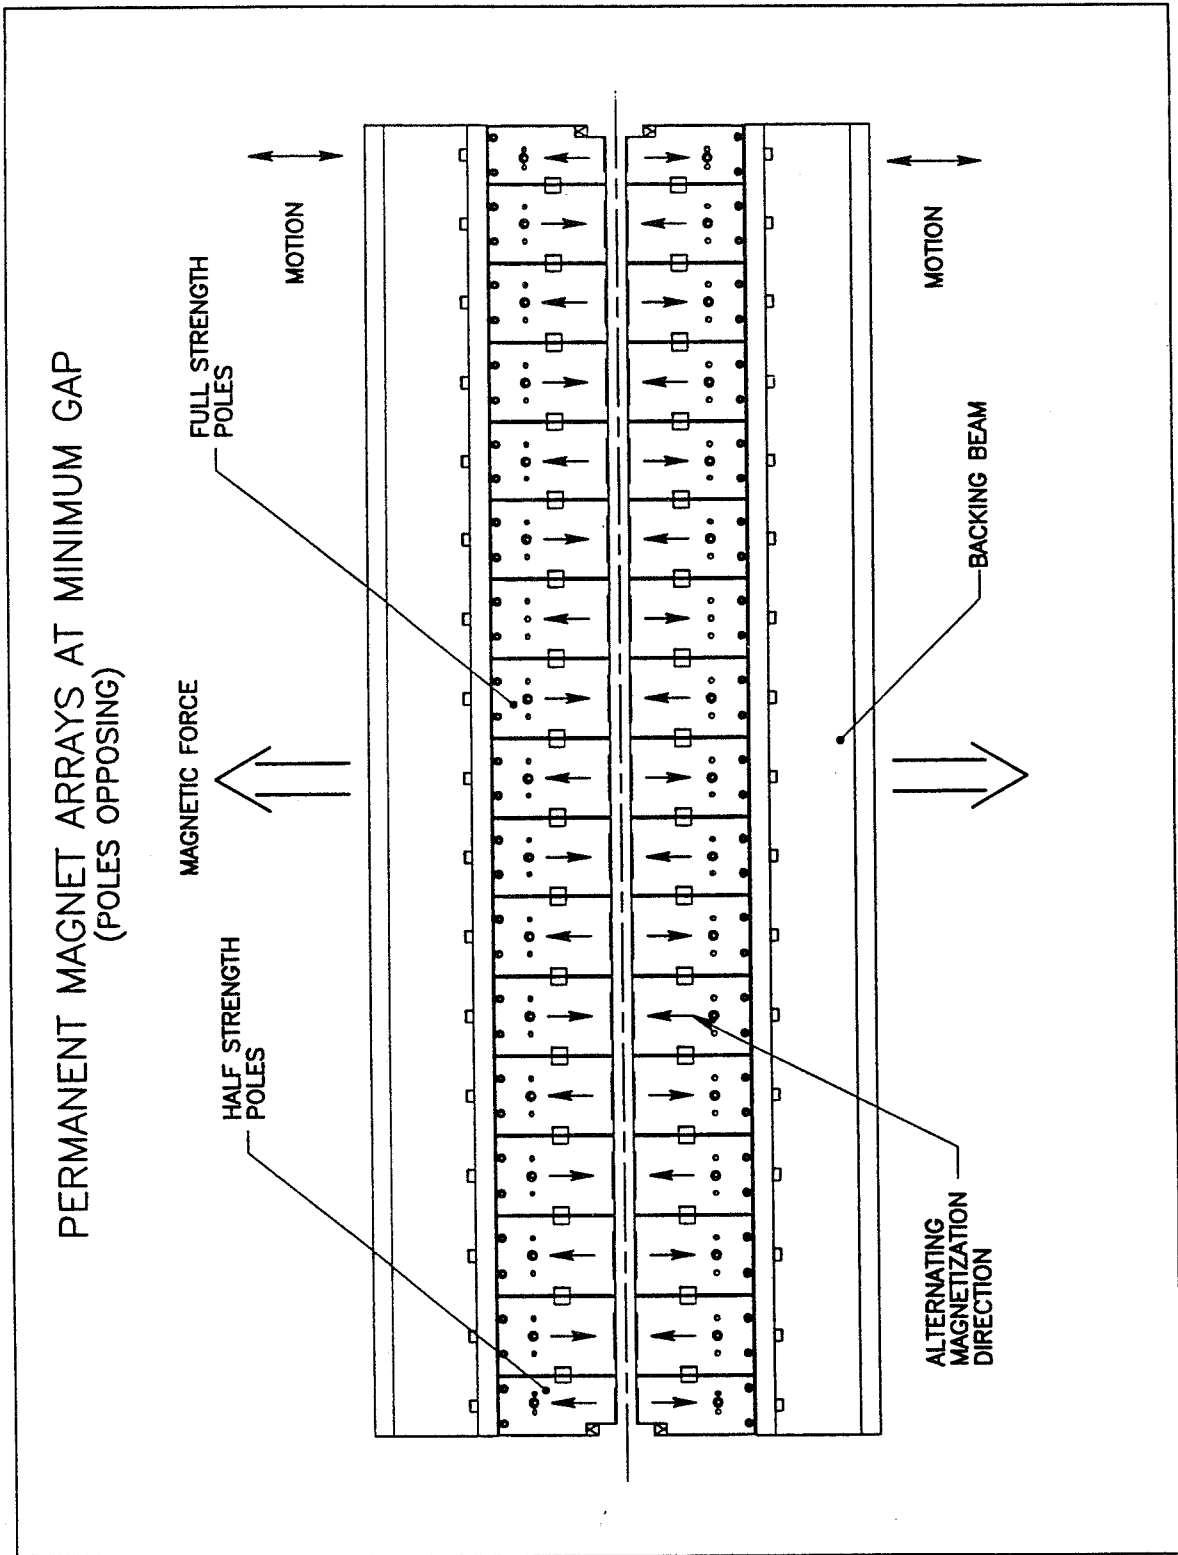 PERMANENT MAGNET ARRAYS AT MINIMUM GAP
(POLES OPPOSING)
MAGNETIC FORCE
HALF STRENGTH
POLES
FULL STRENGTH
POLES
MOTION
ALTERNATING
MAGNETIZATION
DIRECTION
BACKING BEAM
MOTION